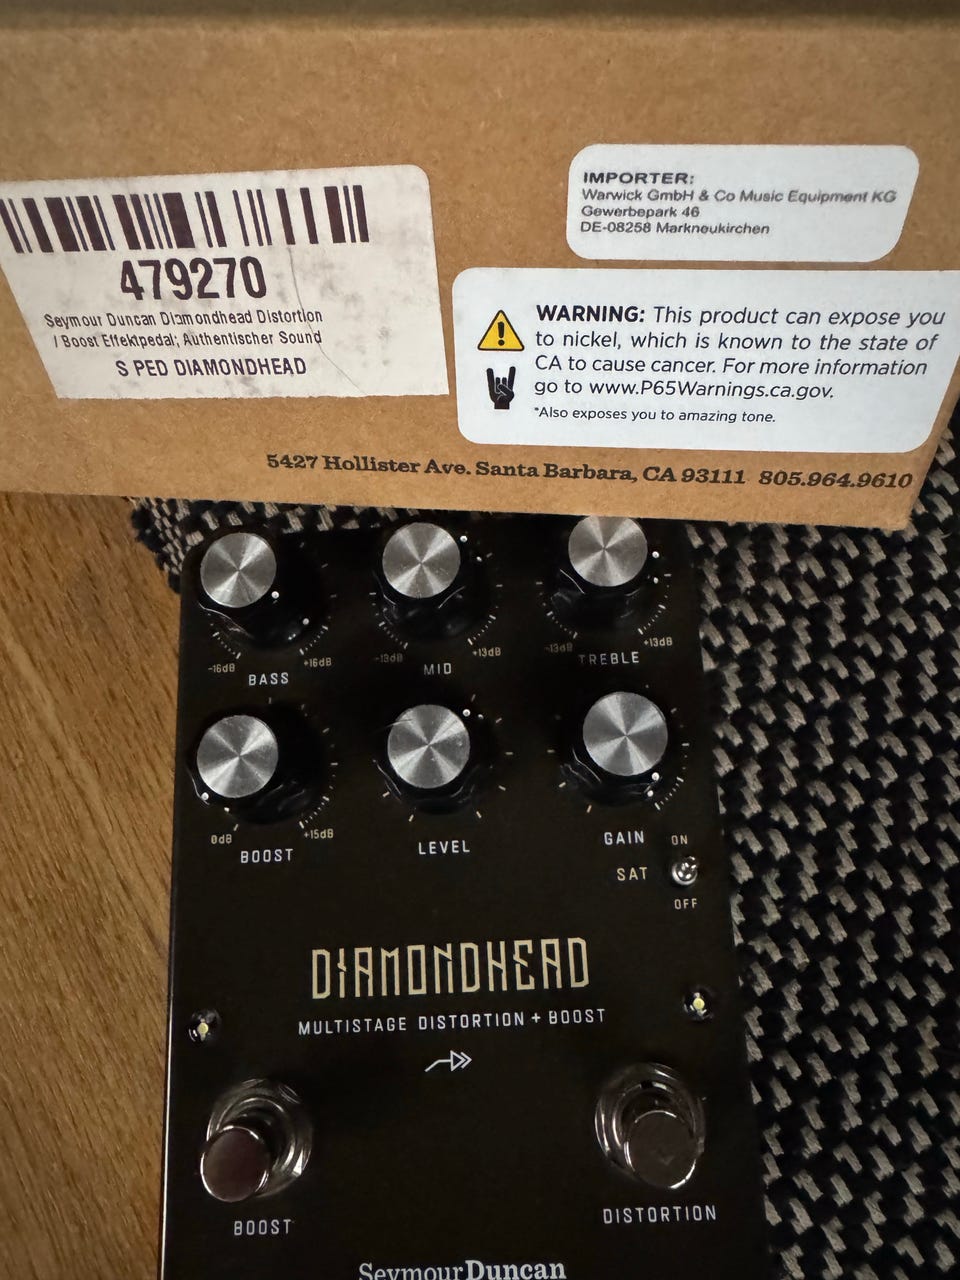 479270
Seymour Duncan Diamondhead Distortion
/ Boost Effektpedal; Authentischer Sound
S PED DIAMONDHEAD
IMPORTER:
Warwick GmbH & Co Music Equipment KG
Gewerbepark 46
DE-08258 Markneukirchen
WARNING: This product can expose you
to nickel, which is known to the state of
CA to cause cancer. For more information
go to www.P65Warnings.ca.gov.
*Also exposes you to amazing tone.
5427 Hollister Ave. Santa Barbara, CA 93111 805.964.9610
-16dB +16dB -13dB +13dB -13dB +13dB
BASS MID TREBLE
0dB +15dB
BOOST LEVEL GAIN ON
SAT
OFF
DIAMONDHEAD
MULTISTAGE DISTORTION + BOOST
BOOST DISTORTION
Seymour Duncan